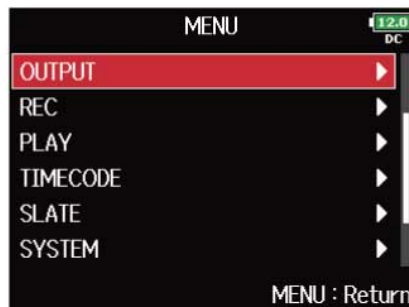 MENU
12.0
DC
OUTPUT
REC
PLAY
TIMECODE
SLATE
SYSTEM
MENU : Return